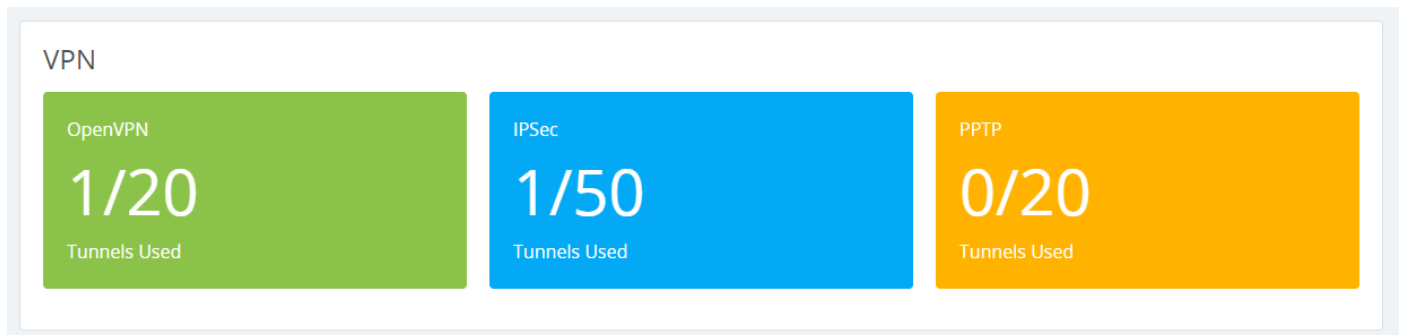 VPN
OpenVPN
1/20
Tunnels Used
IPSec
1/50
Tunnels Used
PPTP
0/20
Tunnels Used